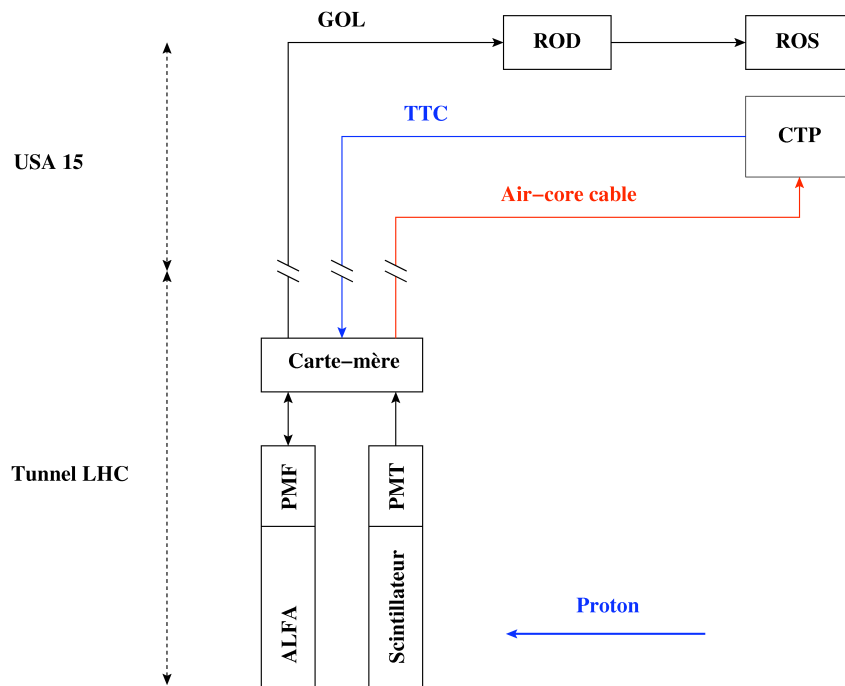 GOL
ROD
ROS
TTC
CTP
USA 15
Air−core cable
Carte−mère
Tunnel LHC
PMF
PMT
ALFA
Scintillateur
Proton